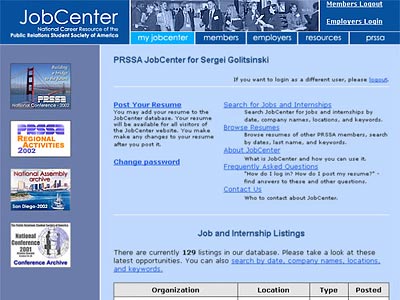 JobCenter
National Career Resource of the
Public Relations Student Society of America
Members Logout
Employers Login
my jobcenter
members
employers
resources
prssa
Building a bridge to the future
PRSSA
National Conference - 2002
PRSSA
REGIONAL
ACTIVITIES
2002
National Assembly
archive
San Diego - 2002
The Public Relations Student Society
National
Conference
2001
Conference Archive
PRSSA JobCenter for Sergei Golitsinski
If you want to login as a different user, please logout.
Post Your Resume
You may add your resume to the
JobCenter database. Your resume
will be available for all visitors
of the JobCenter website. You make
make any changes to your resume
after you post it.
Change password
Search for Jobs and Internships
Search JobCenter for jobs and internships by
date, company names, locations, and keywords.
Browse Resumes
Browse resumes of other PRSSA members, search
by dates, last name, and keywords.
About JobCenter
What is JobCenter and how you can use it.
Frequently Asked Questions
"How do I log in? How do I post my resume?" -
find answers to these and other questions.
Contact Us
Who to contact about JobCenter.
Job and Internship Listings
There are currently 129 listings in our database. Please take a look at these
latest opportunities. You can also search by date, company names, locations,
and keywords.
Organization
Location
Type
Posted